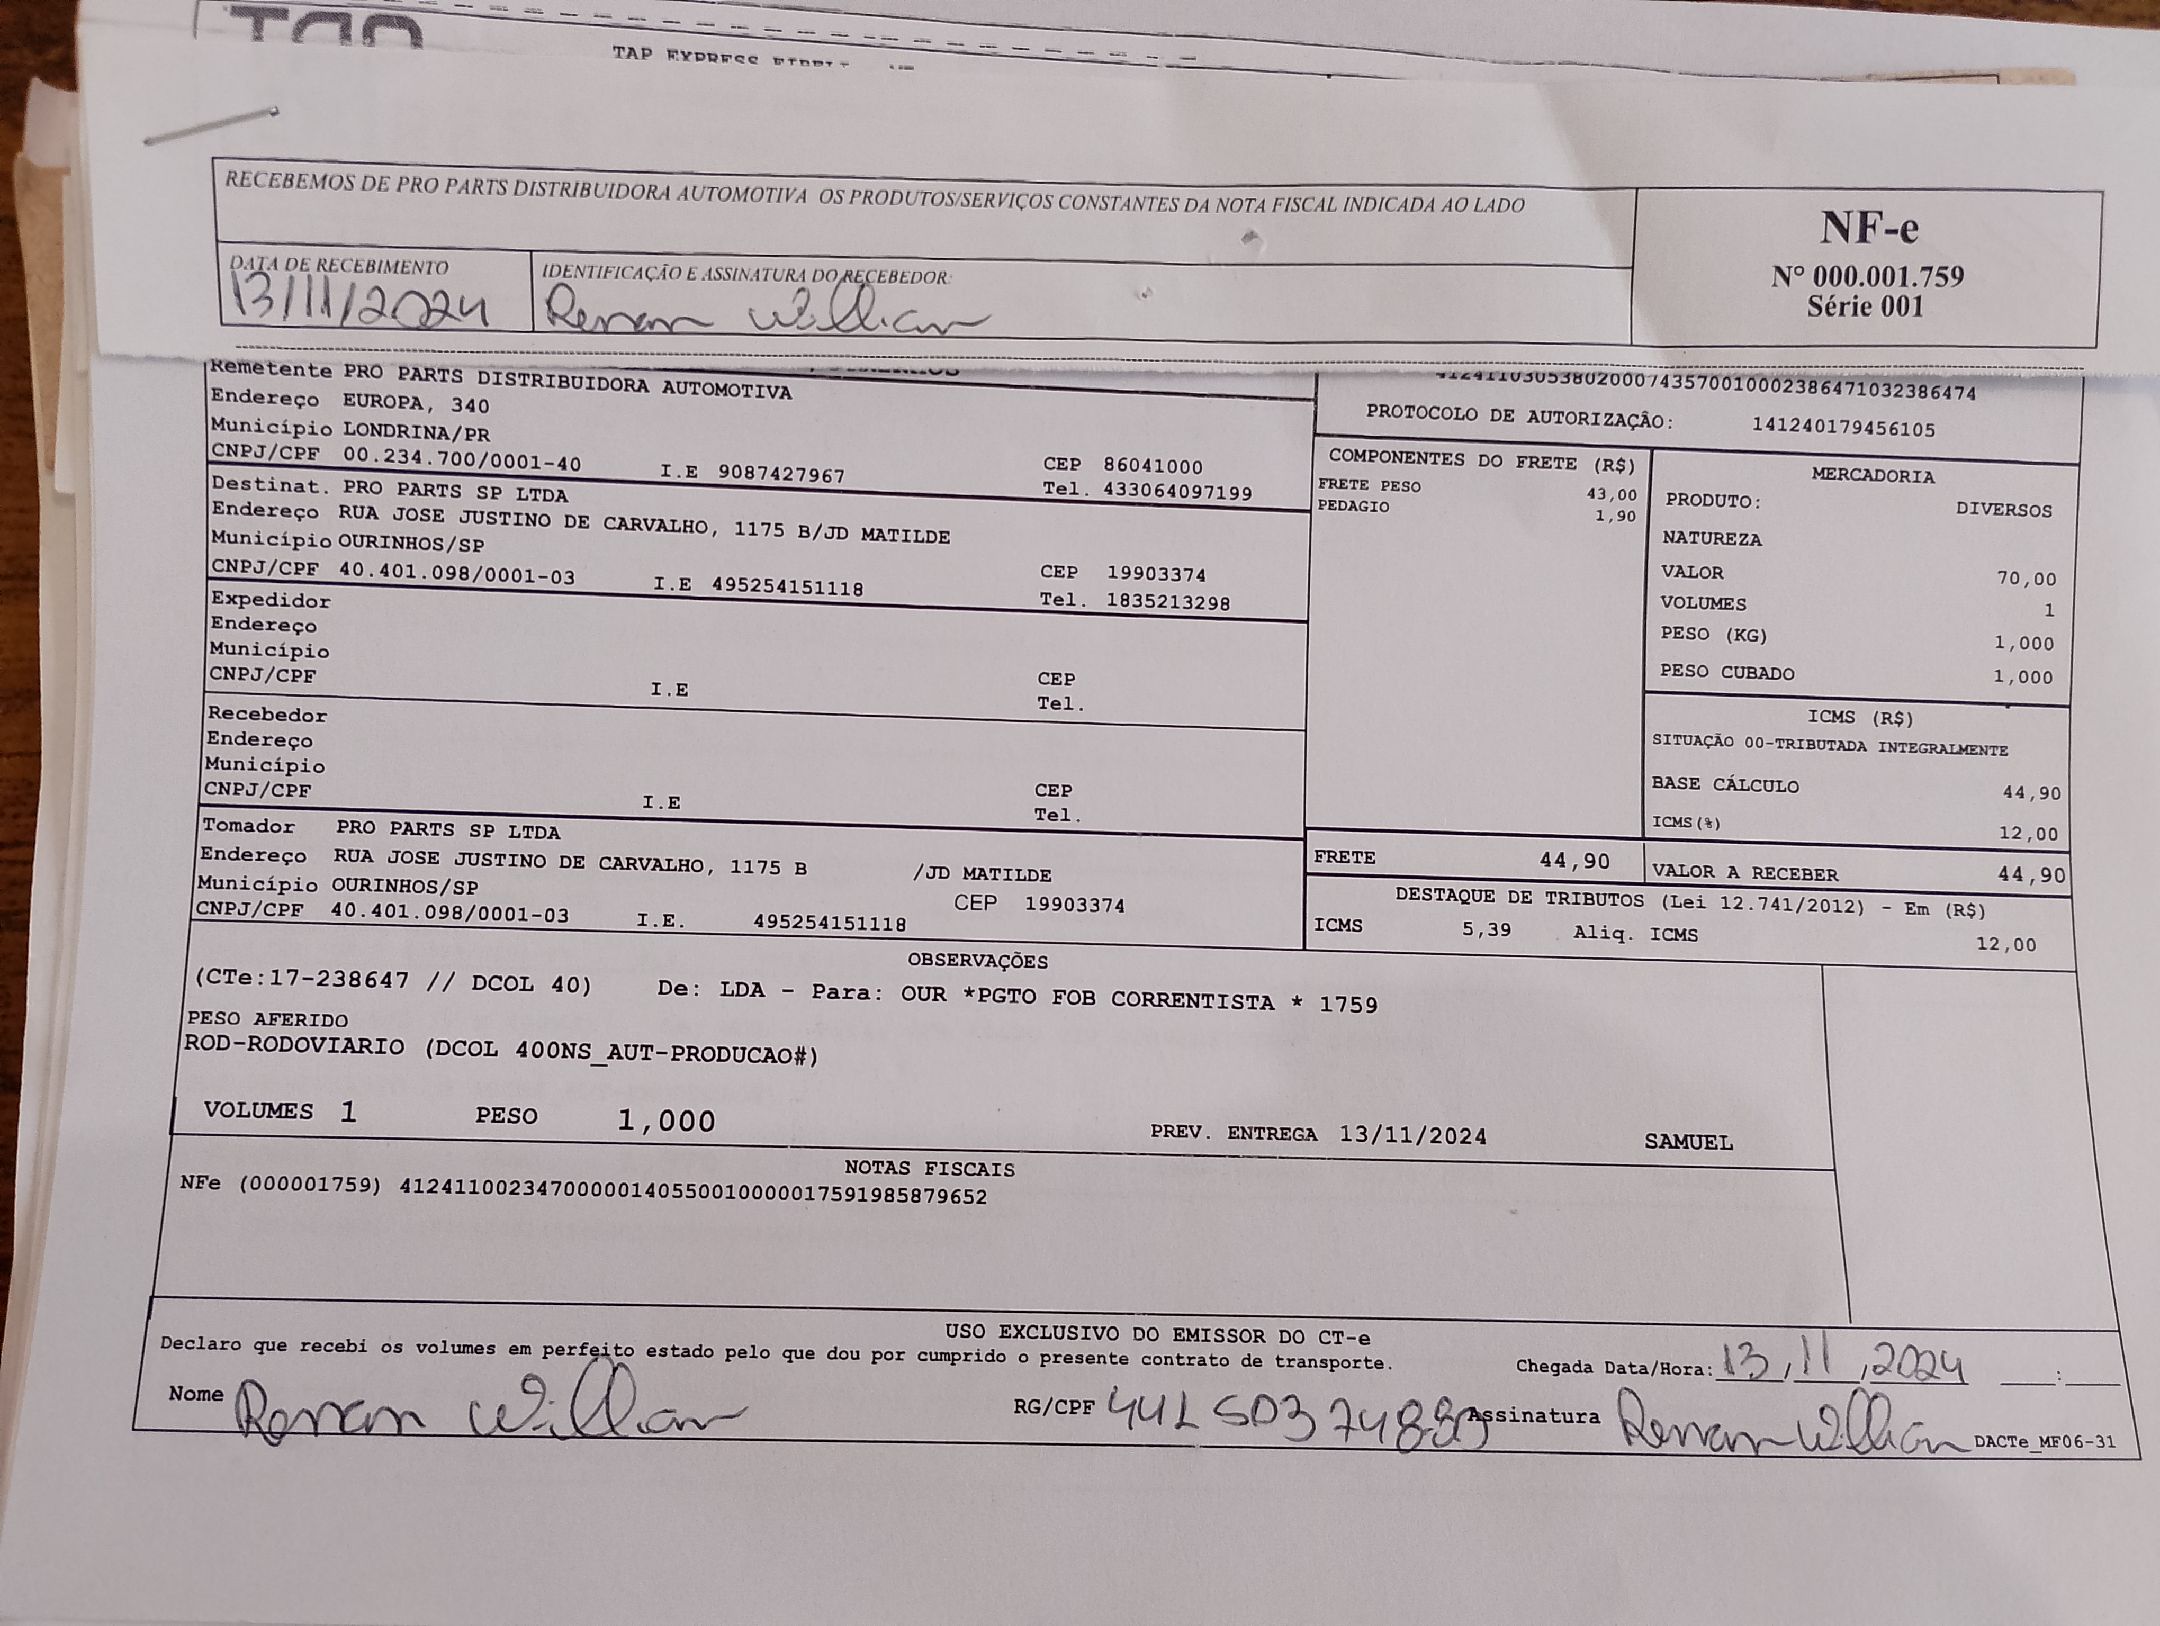 TAP EXPRESS
RECEBEMOS DE PRO PARTS DISTRIBUIDORA AUTOMOTIVA OS PRODUTOS/SERVIÇOS CONSTANTES DA NOTA FISCAL INDICADA AO LADO
NF-e
Nº 000.001.759
Série 001
DATA DE RECEBIMENTO
13/11/2024
IDENTIFICAÇÃO E ASSINATURA DO RECEBEDOR:
Renan Willian
Remetente PRO PARTS DISTRIBUIDORA AUTOMOTIVA
Endereço EUROPA, 340
Município LONDRINA/PR
CNPJ/CPF 00.234.700/0001-40 I.E 9087427967 CEP 86041000
Tel. 433064097199
Destinat. PRO PARTS SP LTDA
Endereço RUA JOSE JUSTINO DE CARVALHO, 1175 B/JD MATILDE
Município OURINHOS/SP
CNPJ/CPF 40.401.098/0001-03 I.E 495254151118 CEP 19903374
Tel. 1835213298
Expedidor
Endereço
Município
CNPJ/CPF I.E CEP
Tel.
Recebedor
Endereço
Município
CNPJ/CPF I.E CEP
Tel.
Tomador PRO PARTS SP LTDA
Endereço RUA JOSE JUSTINO DE CARVALHO, 1175 B /JD MATILDE
Município OURINHOS/SP CEP 19903374
CNPJ/CPF 40.401.098/0001-03 I.E. 495254151118
41241103053802000743570010002386471032386474
PROTOCOLO DE AUTORIZAÇÃO: 141240179456105
COMPONENTES DO FRETE (R$)
FRETE PESO 43,00
PEDAGIO 1,90
MERCADORIA
PRODUTO: DIVERSOS
NATUREZA
VALOR 70,00
VOLUMES 1
PESO (KG) 1,000
PESO CUBADO 1,000
ICMS (R$)
SITUAÇÃO 00-TRIBUTADA INTEGRALMENTE
BASE CÁLCULO 44,90
ICMS(%) 12,00
FRETE 44,90 VALOR A RECEBER 44,90
DESTAQUE DE TRIBUTOS (Lei 12.741/2012) - Em (R$)
ICMS 5,39 Aliq. ICMS 12,00
OBSERVAÇÕES
(CTe:17-238647 // DCOL 40) De: LDA - Para: OUR *PGTO FOB CORRENTISTA * 1759
PESO AFERIDO
ROD-RODOVIARIO (DCOL 400NS_AUT-PRODUCAO#)
VOLUMES 1 PESO 1,000 PREV. ENTREGA 13/11/2024 SAMUEL
NOTAS FISCAIS
NFe (000001759) 41241100234700000140550010000017591985879652
USO EXCLUSIVO DO EMISSOR DO CT-e
Declaro que recebi os volumes em perfeito estado pelo que dou por cumprido o presente contrato de transporte.
Chegada Data/Hora: 13,11,2024 :
Nome Renan Willian RG/CPF Assinatura Renan Willian DACTe_MF06-31